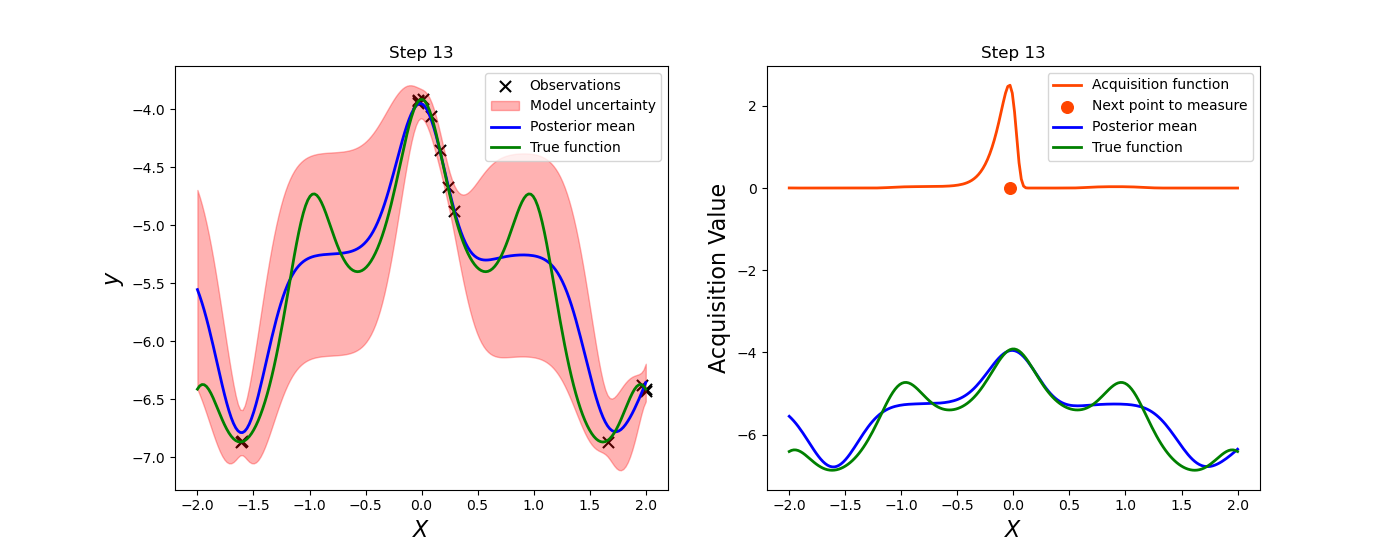 Step 13
Observations
Model uncertainty
Posterior mean
True function
−4.0
−4.5
−5.0
−5.5
−6.0
−6.5
−7.0
y
−2.0 −1.5 −1.0 −0.5 0.0 0.5 1.0 1.5 2.0
X
Step 13
Acquisition function
Next point to measure
Posterior mean
True function
2
0
−2
−4
−6
Acquisition Value
−2.0 −1.5 −1.0 −0.5 0.0 0.5 1.0 1.5 2.0
X